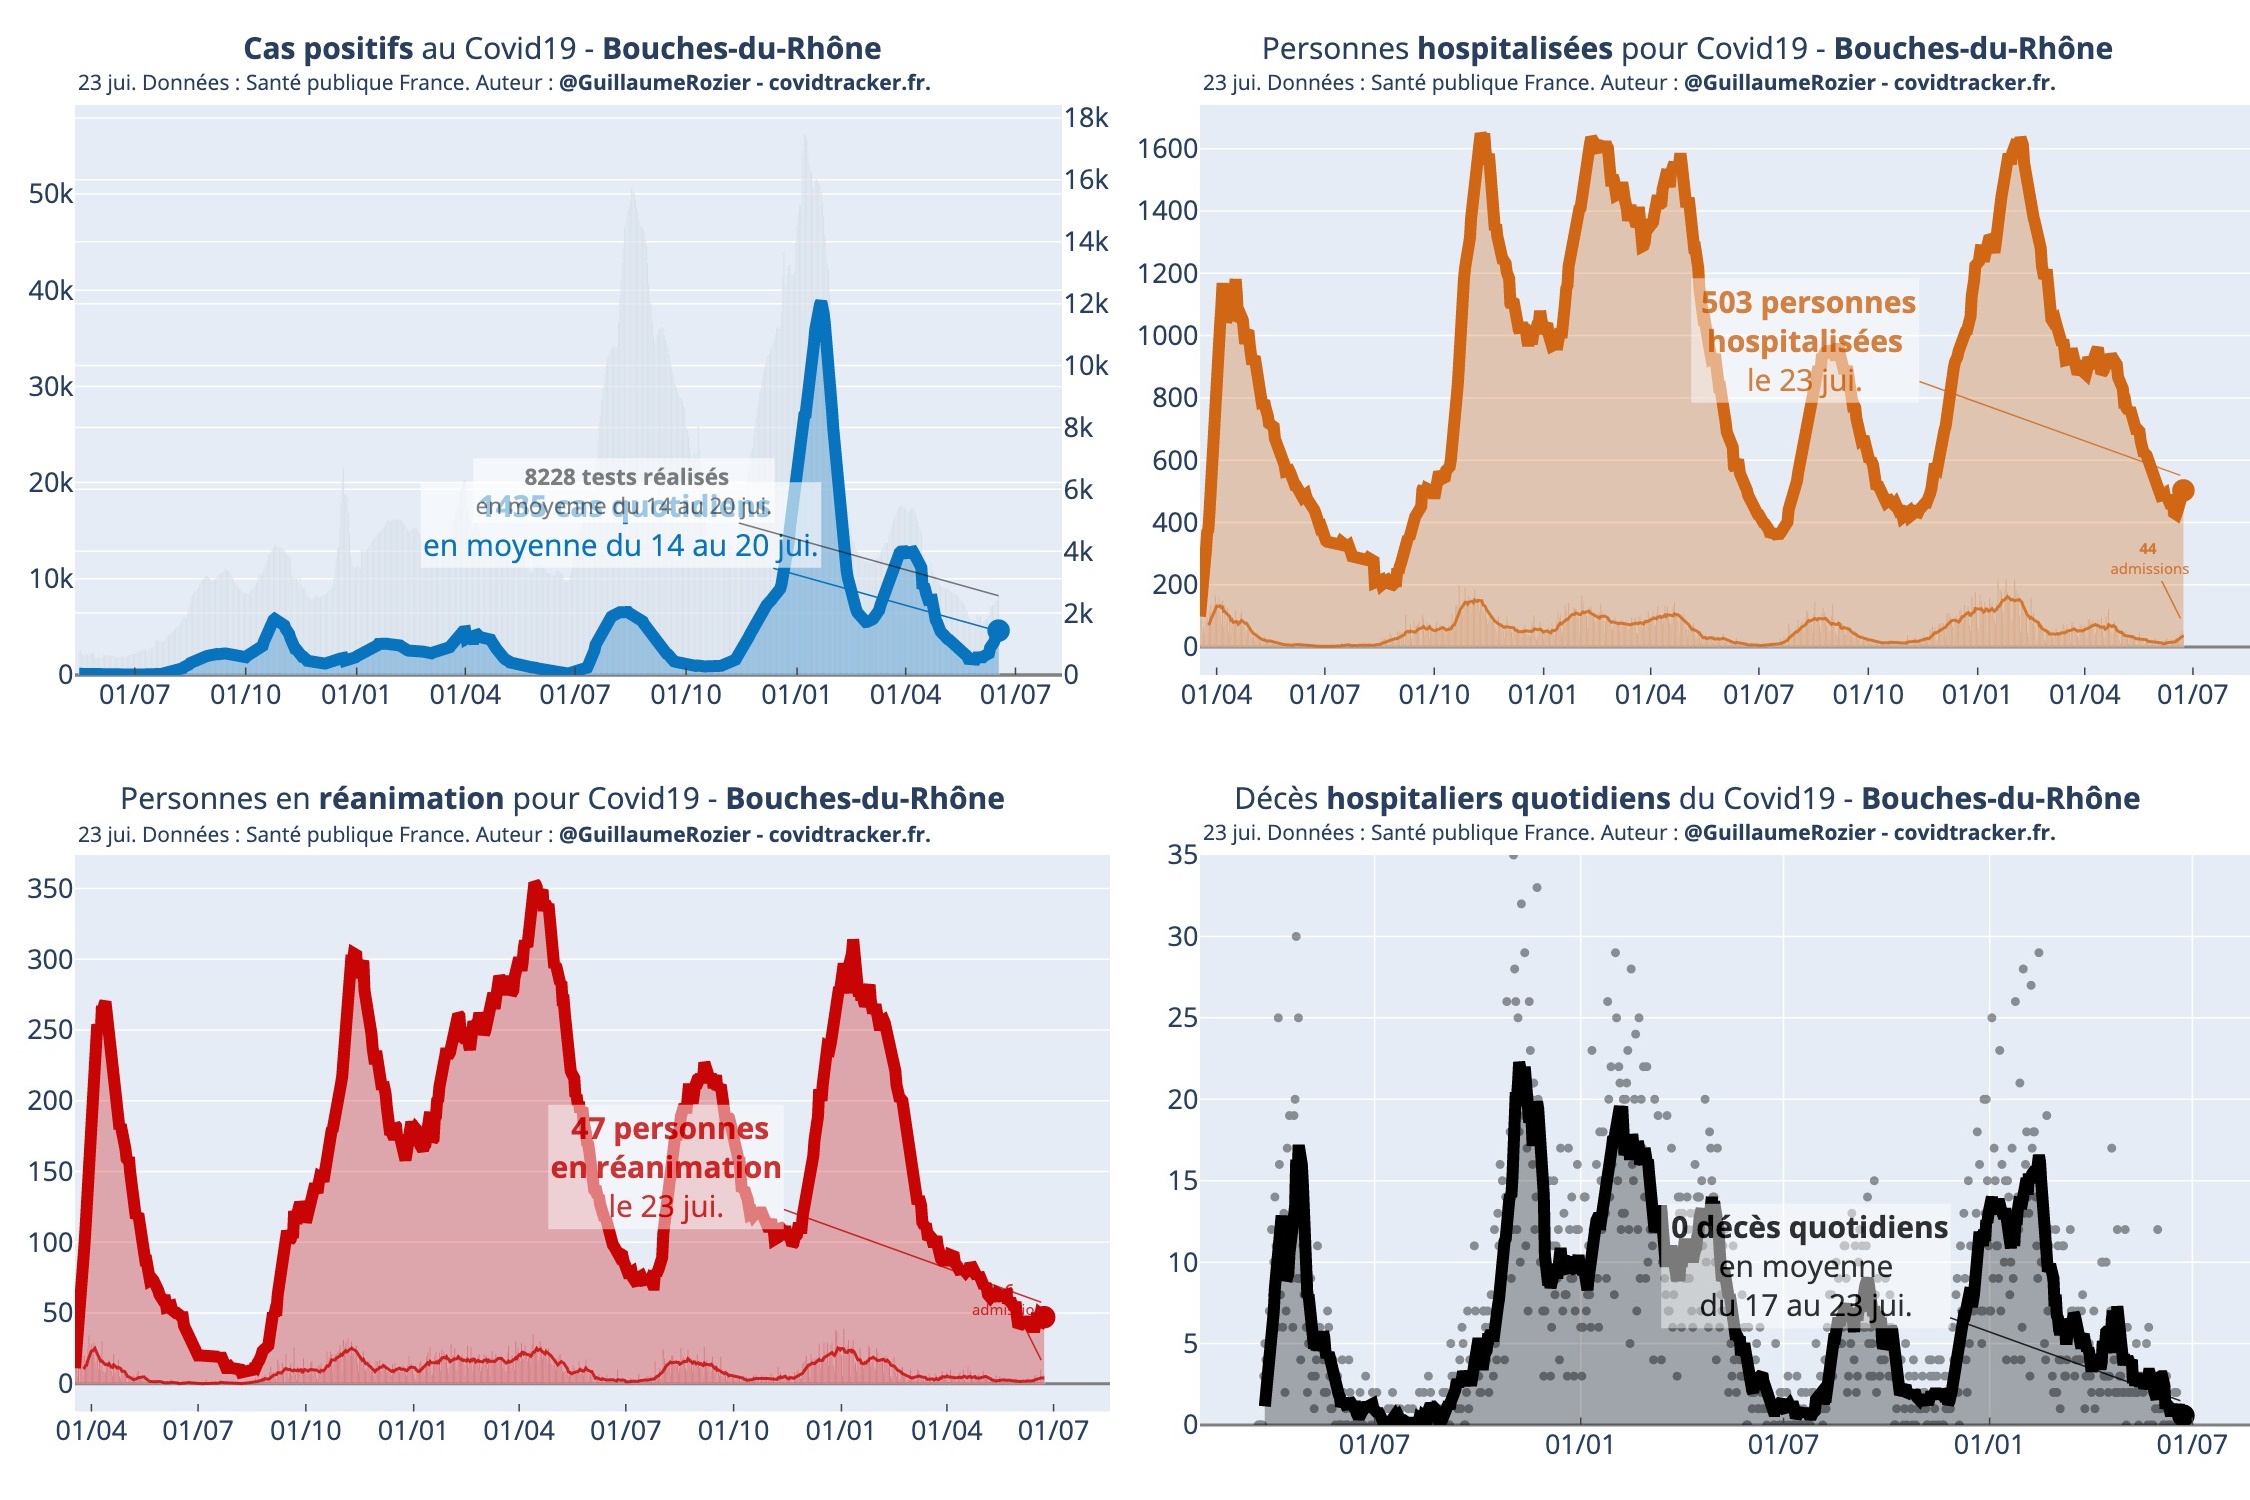 Cas positifs au Covid19 - Bouches-du-Rhône
23 jui. Données : Santé publique France. Auteur : @GuillaumeRozier - covidtracker.fr.
18k
16k
14k
12k
10k
8k
6k
4k
2k
0
50k
40k
30k
20k
10k
0
8228 tests réalisés
en moyenne du 14 au 20 jui.
1435 cas quotidiens
en moyenne du 14 au 20 jui.
01/07 01/10 01/01 01/04 01/07 01/10 01/01 01/04 01/07
Personnes hospitalisées pour Covid19 - Bouches-du-Rhône
23 jui. Données : Santé publique France. Auteur : @GuillaumeRozier - covidtracker.fr.
1600
1400
1200
1000
800
600
400
200
0
503 personnes
hospitalisées
le 23 jui.
44
admissions
01/04 01/07 01/10 01/01 01/04 01/07 01/10 01/01 01/04 01/07
Personnes en réanimation pour Covid19 - Bouches-du-Rhône
23 jui. Données : Santé publique France. Auteur : @GuillaumeRozier - covidtracker.fr.
350
300
250
200
150
100
50
0
47 personnes
en réanimation
le 23 jui.
01/04 01/07 01/10 01/01 01/04 01/07 01/10 01/01 01/04 01/07
Décès hospitaliers quotidiens du Covid19 - Bouches-du-Rhône
23 jui. Données : Santé publique France. Auteur : @GuillaumeRozier - covidtracker.fr.
35
30
25
20
15
10
5
0
0 décès quotidiens
en moyenne
du 17 au 23 jui.
01/07 01/01 01/07 01/01 01/07